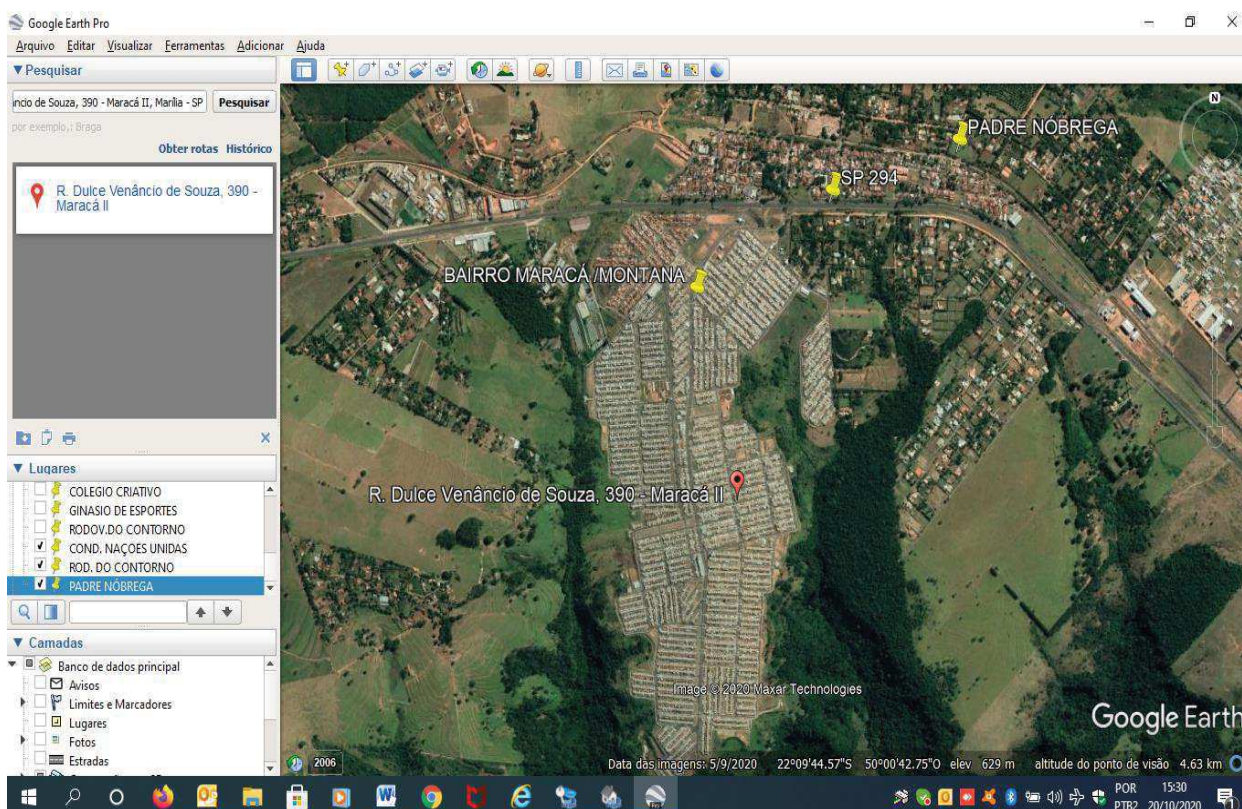 Google Earth Pro
Arquivo Editar Visualizar Ferramentas Adicionar Ajuda
Pesquisar
ncio de Souza, 390 - Maracá II, Marília - SP Pesquisar
por exemplo,: Braga
Obter rotas Histórico
R. Dulce Venâncio de Souza, 390 -
Maracá II
Lugares
COLEGIO CRIATIVO
GINASIO DE ESPORTES
RODOV.DO CONTORNO
COND. NAÇOES UNIDAS
ROD. DO CONTORNO
PADRE NÓBREGA
Camadas
Banco de dados principal
Avisos
Limites e Marcadores
Lugares
Fotos
Estradas
N
PADRE NÓBREGA
SP 294
BAIRRO MARACÁ /MONTANA
R. Dulce Venâncio de Souza, 390 - Maracá II
Image © 2020 Maxar Technologies
Google Earth
2006
Data das imagens: 5/9/2020 22°09'44.57"S 50°00'42.75"O elev 629 m altitude do ponto de visão 4.63 km
POR 15:30
PTB2 20/10/2020